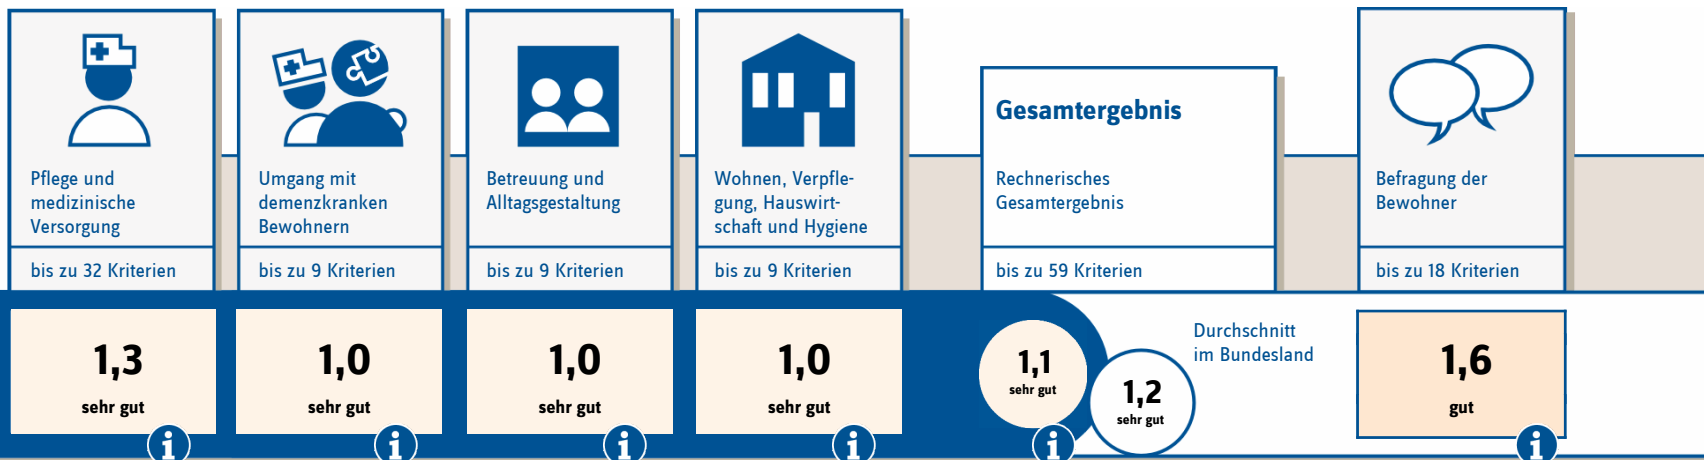 Pflege und
medizinische
Versorgung
bis zu 32 Kriterien
1,3
sehr gut
i
Umgang mit
demenzkranken
Bewohnern
bis zu 9 Kriterien
1,0
sehr gut
i
Betreuung und
Alltagsgestaltung
bis zu 9 Kriterien
1,0
sehr gut
i
Wohnen, Verpfle-
gung, Hauswirt-
schaft und Hygiene
bis zu 9 Kriterien
1,0
sehr gut
i
Gesamtergebnis
Rechnerisches
Gesamtergebnis
bis zu 59 Kriterien
1,1
sehr gut
i
Durchschnitt
im Bundesland
1,2
sehr gut
Befragung der
Bewohner
bis zu 18 Kriterien
1,6
gut
i